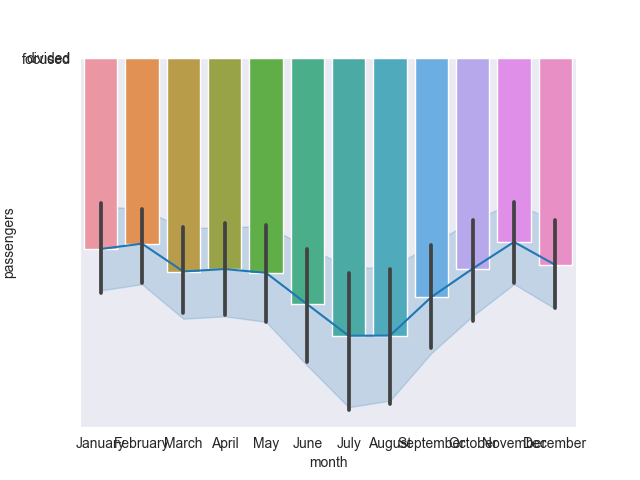 divided
focused
passengers
January February March April May June July August September October November December
month